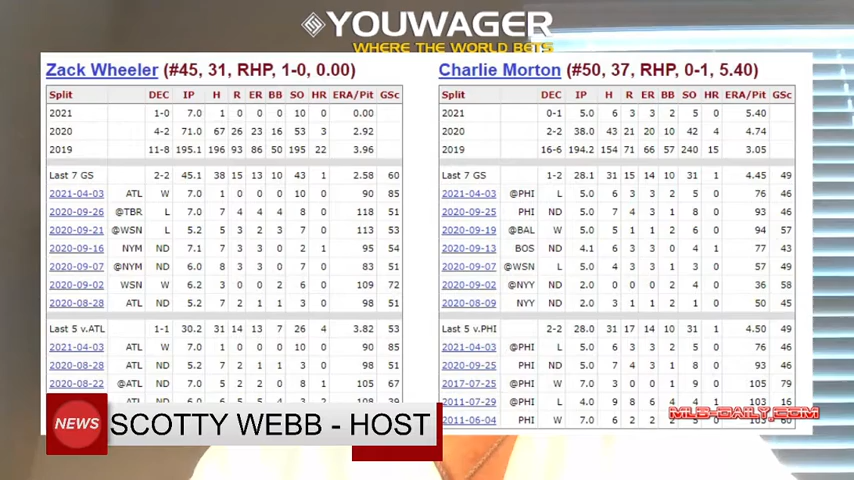 YOUWAGER
WHERE THE WORLD BETS
Zack Wheeler (#45, 31, RHP, 1-0, 0.00)
Split DEC IP H R ER BB SO HR ERA/Pit GSc
2021 1-0 7.0 1 0 0 0 10 0 0.00
2020 4-2 71.0 67 26 23 16 53 3 2.92
2019 11-8 195.1 196 93 86 50 195 22 3.96
Last 7 GS 2-2 45.1 38 15 13 10 43 1 2.58 60
2021-04-03 ATL W 7.0 1 0 0 0 10 0 90 85
2020-09-26 @TBR L 7.0 7 4 4 4 8 0 118 51
2020-09-21 @WSN L 5.2 5 3 2 3 7 0 113 53
2020-09-16 NYM ND 7.1 7 3 3 0 2 1 95 54
2020-09-07 @NYM ND 6.0 8 3 3 0 7 0 83 51
2020-09-02 WSN W 6.2 3 1 0 2 6 0 109 72
2020-08-28 ATL ND 5.2 7 2 1 1 3 0 98 51
Last 5 v.ATL 1-1 30.2 31 14 13 7 26 4 3.82 53
2021-04-03 ATL W 7.0 1 0 0 0 10 0 90 85
2020-08-28 ATL ND 5.2 7 2 1 1 3 0 98 51
2020-08-22 @ATL ND 7.0 5 2 2 0 8 1 105 67
Charlie Morton (#50, 37, RHP, 0-1, 5.40)
Split DEC IP H R ER BB SO HR ERA/Pit GSc
2021 0-1 5.0 6 3 3 2 5 0 5.40
2020 2-2 38.0 43 21 20 10 42 4 4.74
2019 16-6 194.2 154 71 66 57 240 15 3.05
Last 7 GS 1-2 28.1 31 15 14 10 31 1 4.45 49
2021-04-03 @PHI L 5.0 6 3 3 2 5 0 76 46
2020-09-25 PHI ND 5.0 7 4 3 1 8 0 93 46
2020-09-19 @BAL W 5.0 5 1 1 2 6 0 94 57
2020-09-13 BOS ND 4.1 6 3 3 0 4 1 77 43
2020-09-07 @WSN L 5.0 4 3 3 1 3 0 57 49
2020-09-02 @NYY ND 2.0 0 0 0 2 4 0 36 58
2020-08-09 NYY ND 2.0 3 1 1 2 1 0 50 45
Last 5 v.PHI 2-2 28.0 31 17 14 10 31 1 4.50 49
2021-04-03 @PHI L 5.0 6 3 3 2 5 0 76 46
2020-09-25 PHI ND 5.0 7 4 3 1 8 0 93 46
2017-07-25 @PHI W 7.0 3 0 0 1 9 0 105 79
2011-07-29 @PHI L 4.0 9 8 6 4 4 1 103 16
2011-06-04 PHI W 7.0 6 2 2 2 5 0 103 60
NEWS
SCOTTY WEBB - HOST
MLB-DAILY.COM